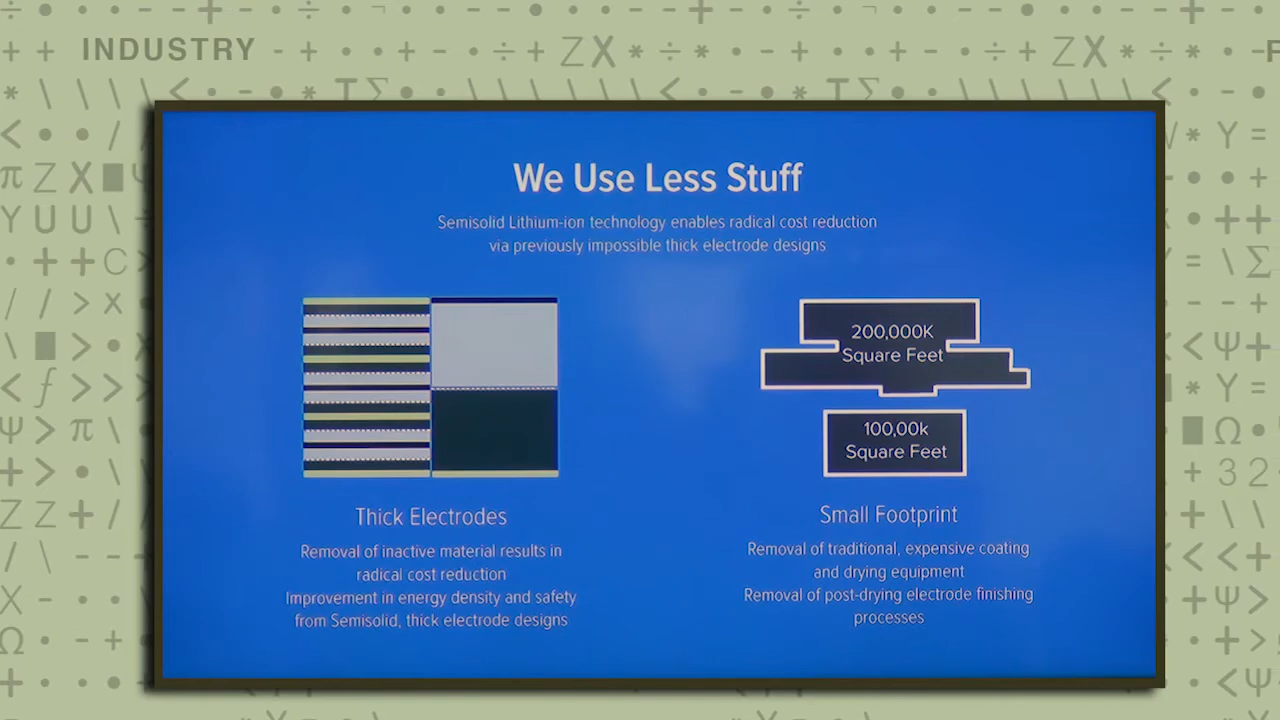 INDUSTRY
We Use Less Stuff
Semisolid Lithium-ion technology enables radical cost reduction
via previously impossible thick electrode designs
200,000K
Square Feet
100,00k
Square Feet
Thick Electrodes
Removal of inactive material results in
radical cost reduction
Improvement in energy density and safety
from Semisolid, thick electrode designs
Small Footprint
Removal of traditional, expensive coating
and drying equipment
Removal of post-drying electrode finishing
processes